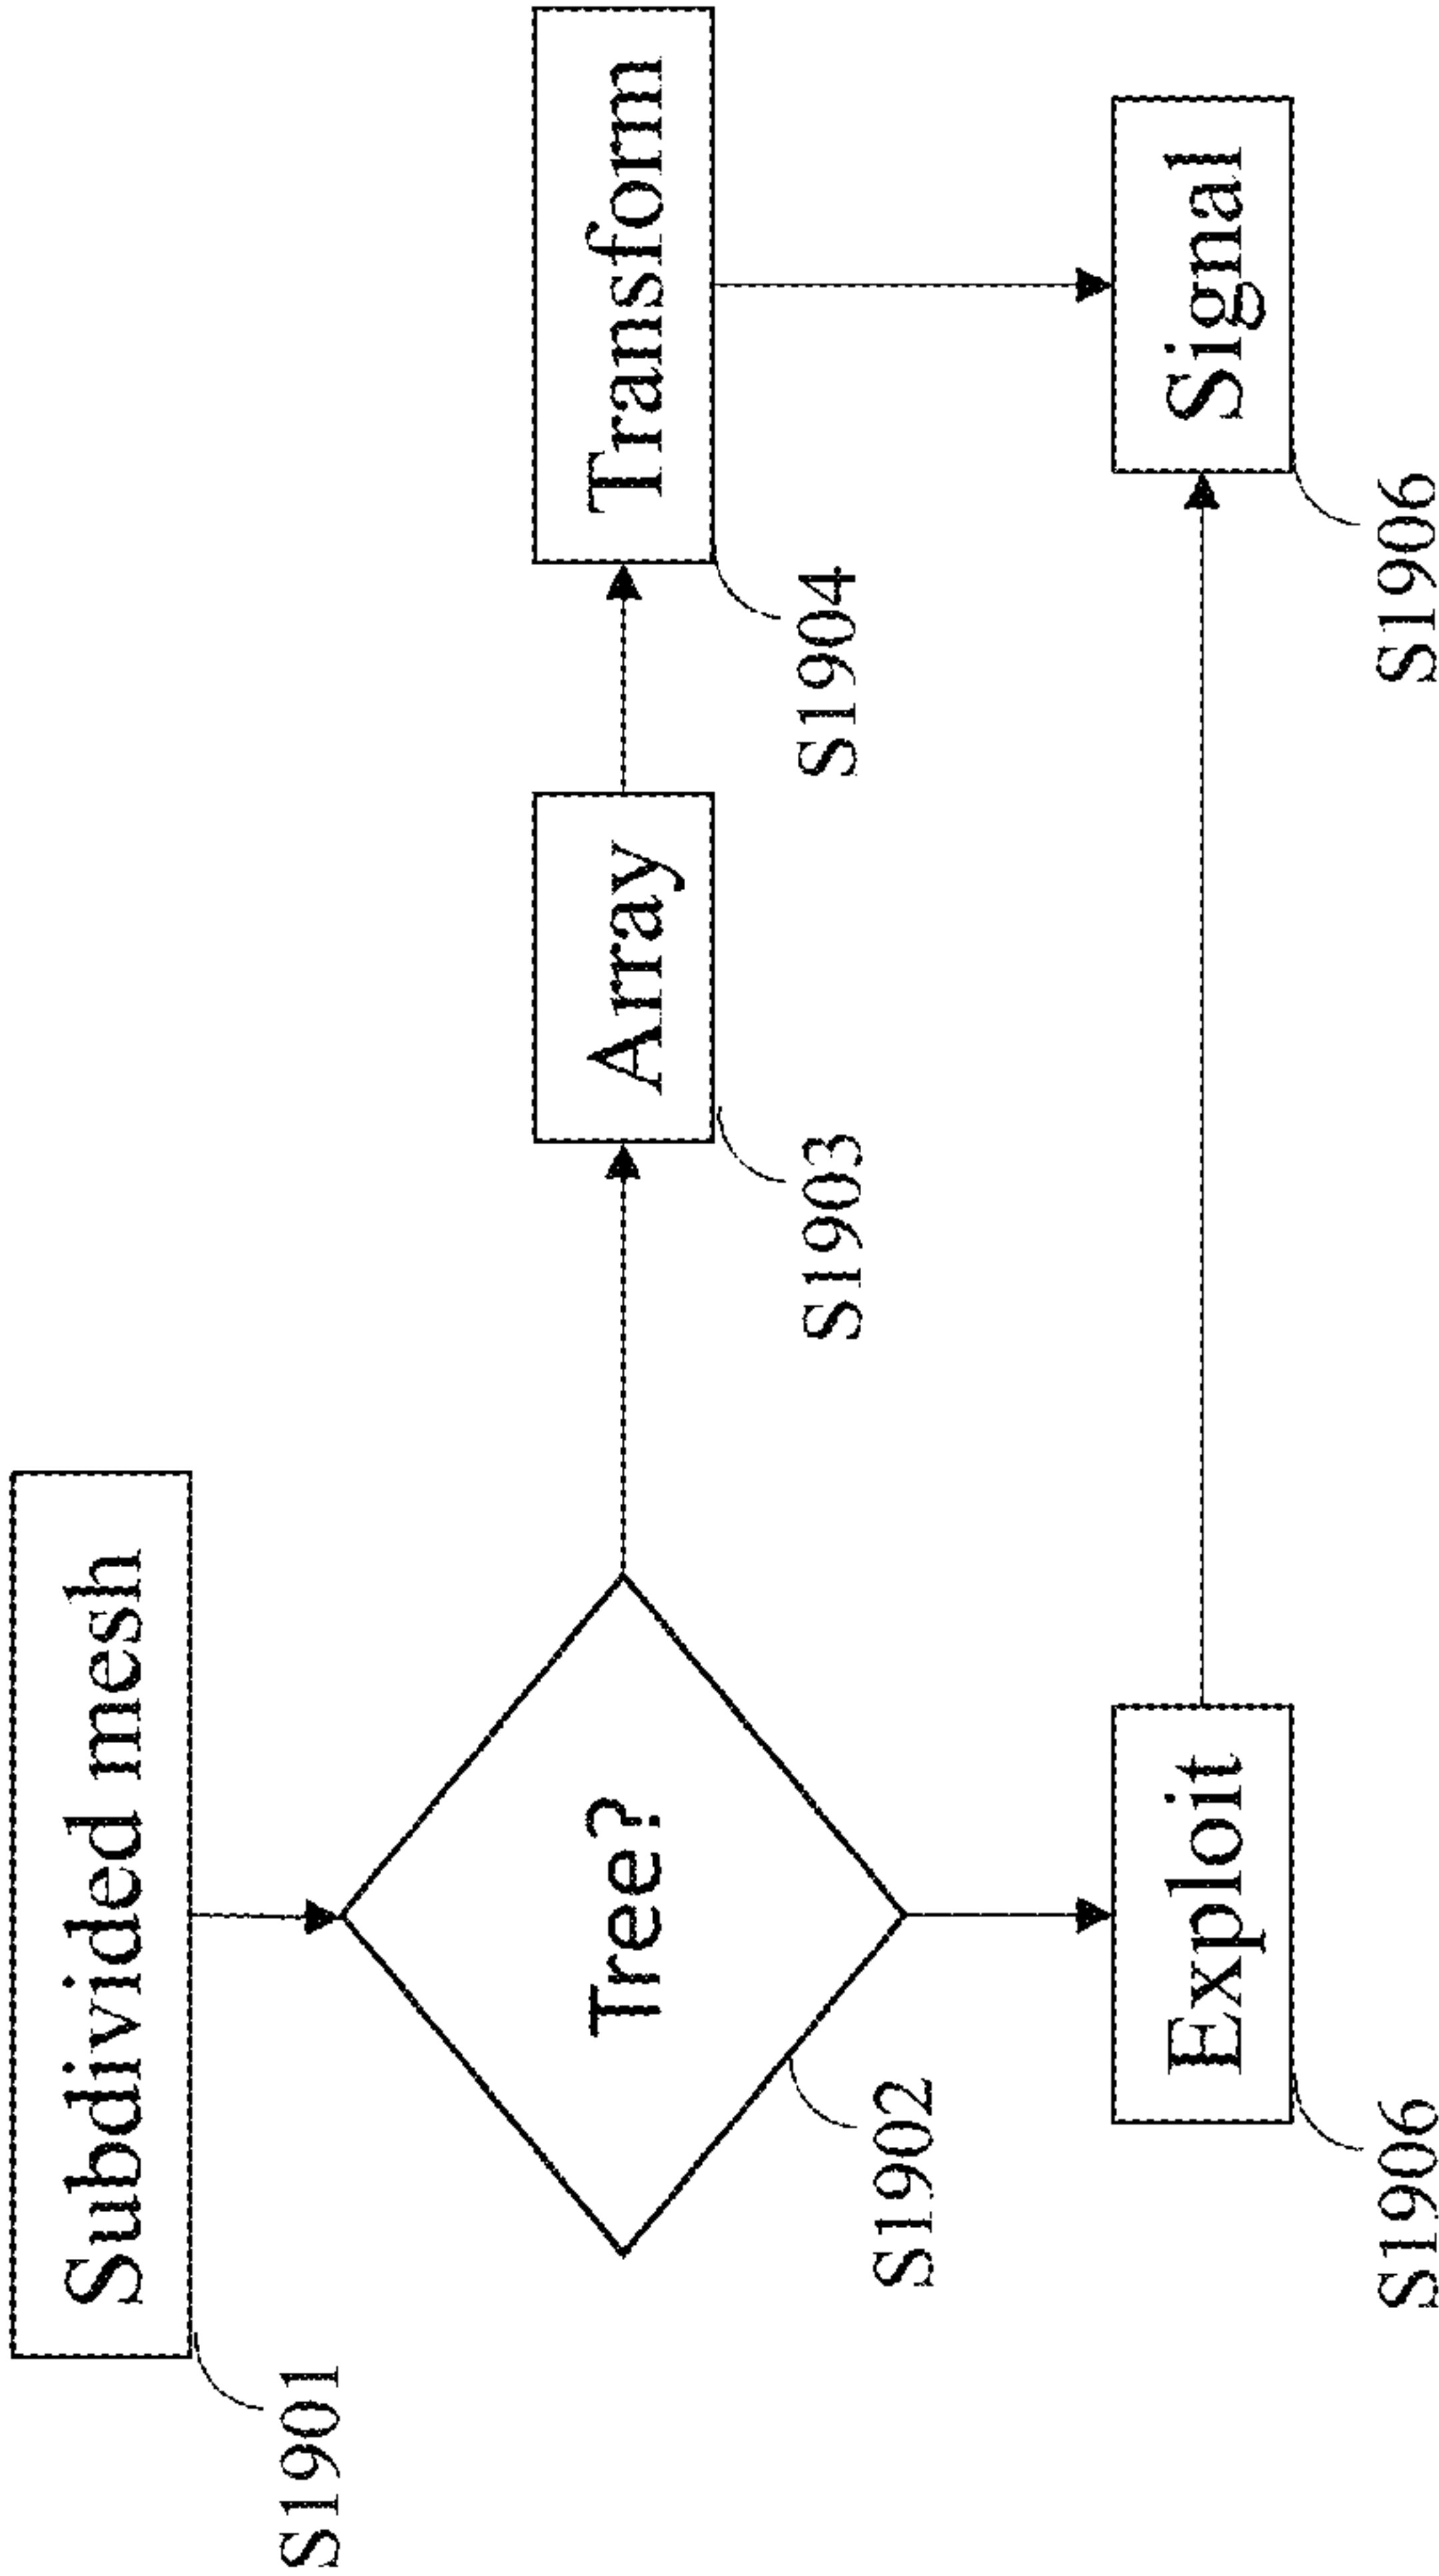 Subdivided mesh
S1901
Tree?
S1902
Array
S1903
Transform
S1904
Exploit
S1906
Signal
S1906